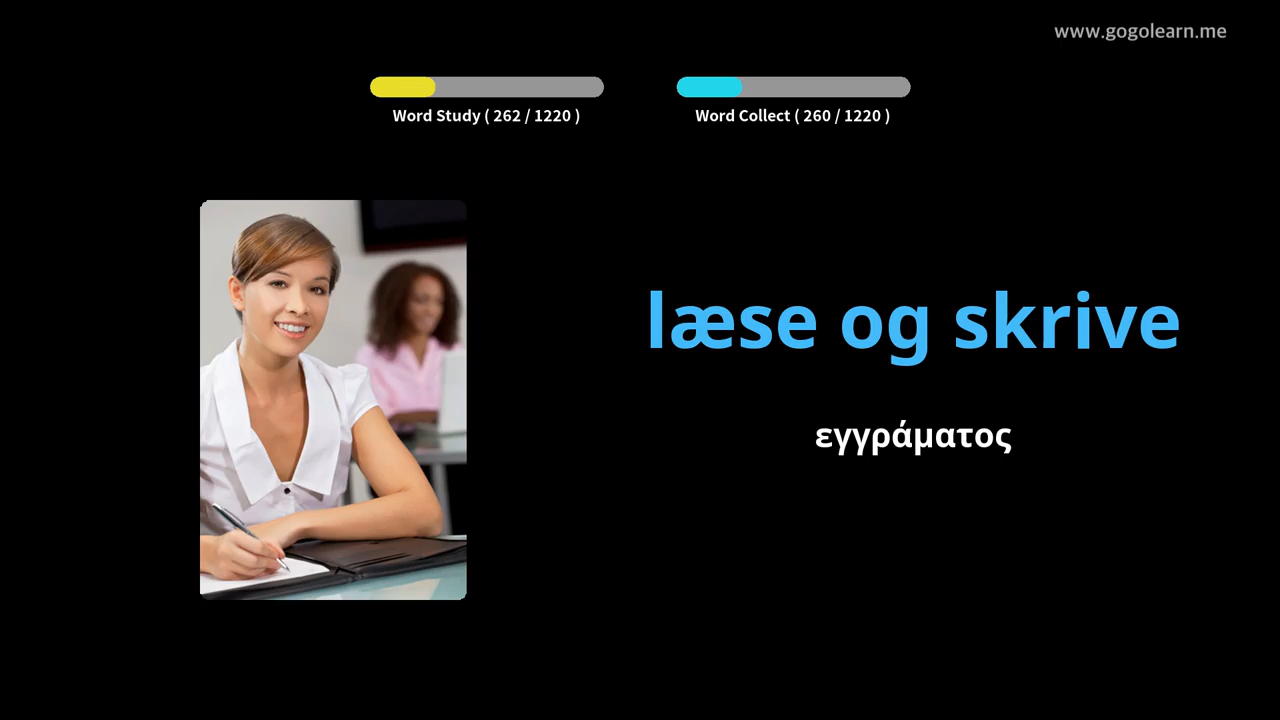 www.gogolearn.me
Word Study ( 262 / 1220 )
Word Collect ( 260 / 1220 )
læse og skrive
εγγράματος